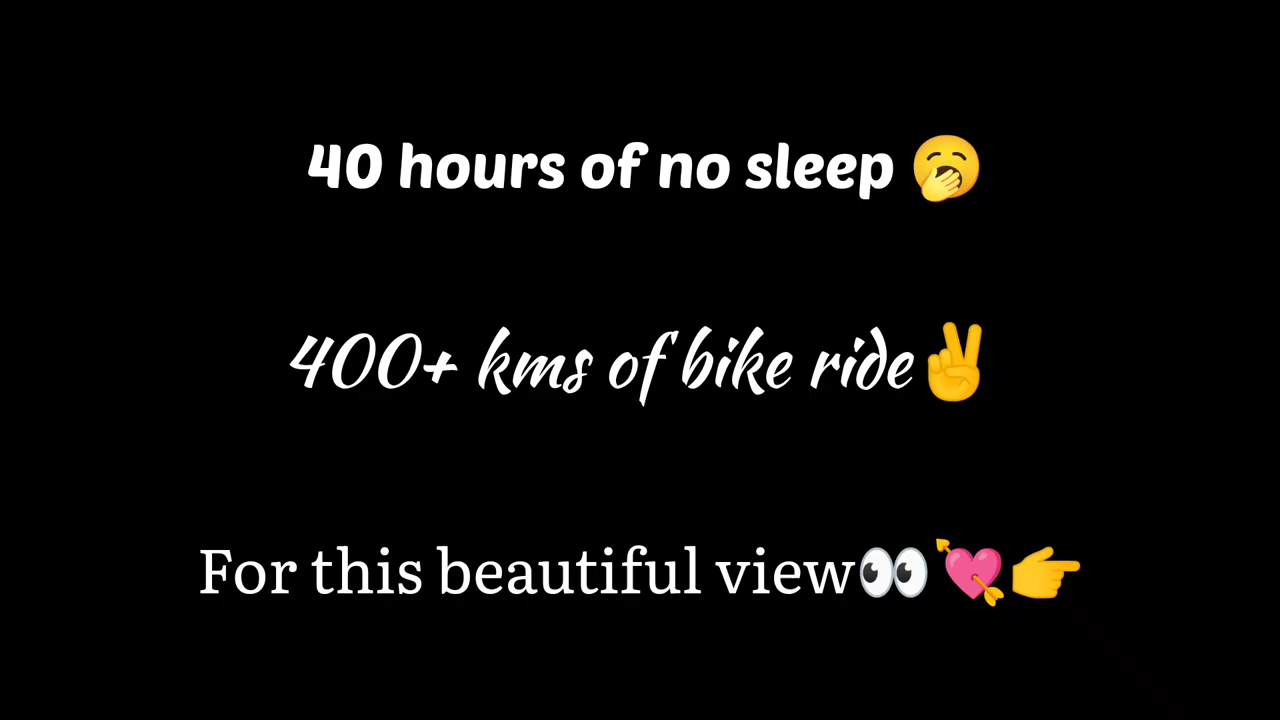 40 hours of no sleep 🥱
400+ kms of bike ride✌️
For this beautiful view👀💘👉